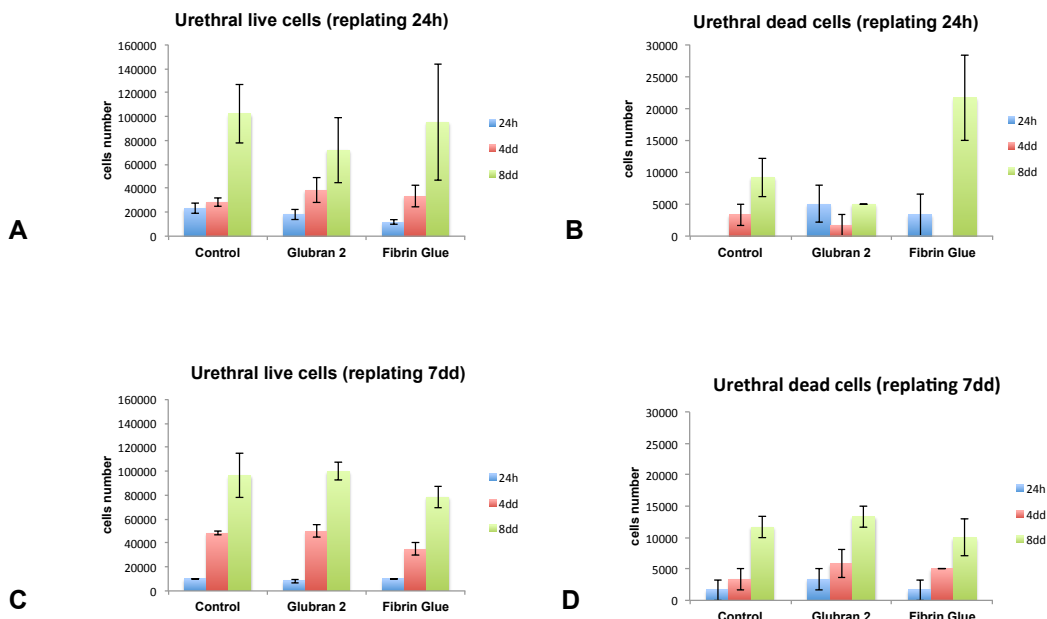 Urethral live cells (replating 24h)
160000
140000
120000
100000
80000
60000
40000
20000
0
cells number
Control Glubran 2 Fibrin Glue
24h
4dd
8dd
A
Urethral dead cells (replating 24h)
30000
25000
20000
15000
10000
5000
0
cells number
Control Glubran 2 Fibrin Glue
24h
4dd
8dd
B
Urethral live cells (replating 7dd)
160000
140000
120000
100000
80000
60000
40000
20000
0
cells number
Control Glubran 2 Fibrin Glue
24h
4dd
8dd
C
Urethral dead cells (replating 7dd)
30000
25000
20000
15000
10000
5000
0
cells number
Control Glubran 2 Fibrin Glue
24h
4dd
8dd
D